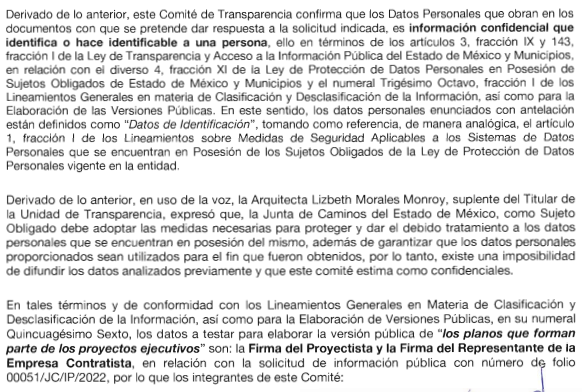 Derivado de lo anterior, este Comité de Transparencia confirma que los Datos Personales que obran en los
documentos con que se pretende dar respuesta a la solicitud indicada, es información confidencial que
identifica o hace identificable a una persona, ello en términos de los artículos 3, fracción IX y 143,
fracción I de la Ley de Transparencia y Acceso a la Información Pública del Estado de México y Municipios,
en relación con el diverso 4, fracción XI de la Ley de Protección de Datos Personales en Posesión de
Sujetos Obligados de Estado de México y Municipios y el numeral Trigésimo Octavo, fracción I de los
Lineamientos Generales en materia de Clasificación y Desclasificación de la Información, así como para la
Elaboración de las Versiones Públicas. En este sentido, los datos personales enunciados con antelación
están definidos como "Datos de Identificación", tomando como referencia, de manera analógica, el artículo
1, fracción I de los Lineamientos sobre Medidas de Seguridad Aplicables a los Sistemas de Datos
Personales que se encuentran en Posesión de los Sujetos Obligados de la Ley de Protección de Datos
Personales vigente en la entidad.
Derivado de lo anterior, en uso de la voz, la Arquitecta Lizbeth Morales Monroy, suplente del Titular de
la Unidad de Transparencia, expresó que, la Junta de Caminos del Estado de México, como Sujeto
Obligado debe adoptar las medidas necesarias para proteger y dar el debido tratamiento a los datos
personales que se encuentran en posesión del mismo, además de garantizar que los datos personales
proporcionados sean utilizados para el fin que fueron obtenidos, por lo tanto, existe una imposibilidad
de difundir los datos analizados previamente y que este comité estima como confidenciales.
En tales términos y de conformidad con los Lineamientos Generales en Materia de Clasificación y
Desclasificación de la Información, así como para la Elaboración de Versiones Públicas, en su numeral
Quincuagésimo Sexto, los datos a testar para elaborar la versión pública de "los planos que forman
parte de los proyectos ejecutivos" son: la Firma del Proyectista y la Firma del Representante de la
Empresa Contratista, en relación con la solicitud de información pública con número de folio
00051/JC/IP/2022, por lo que los integrantes de este Comité: